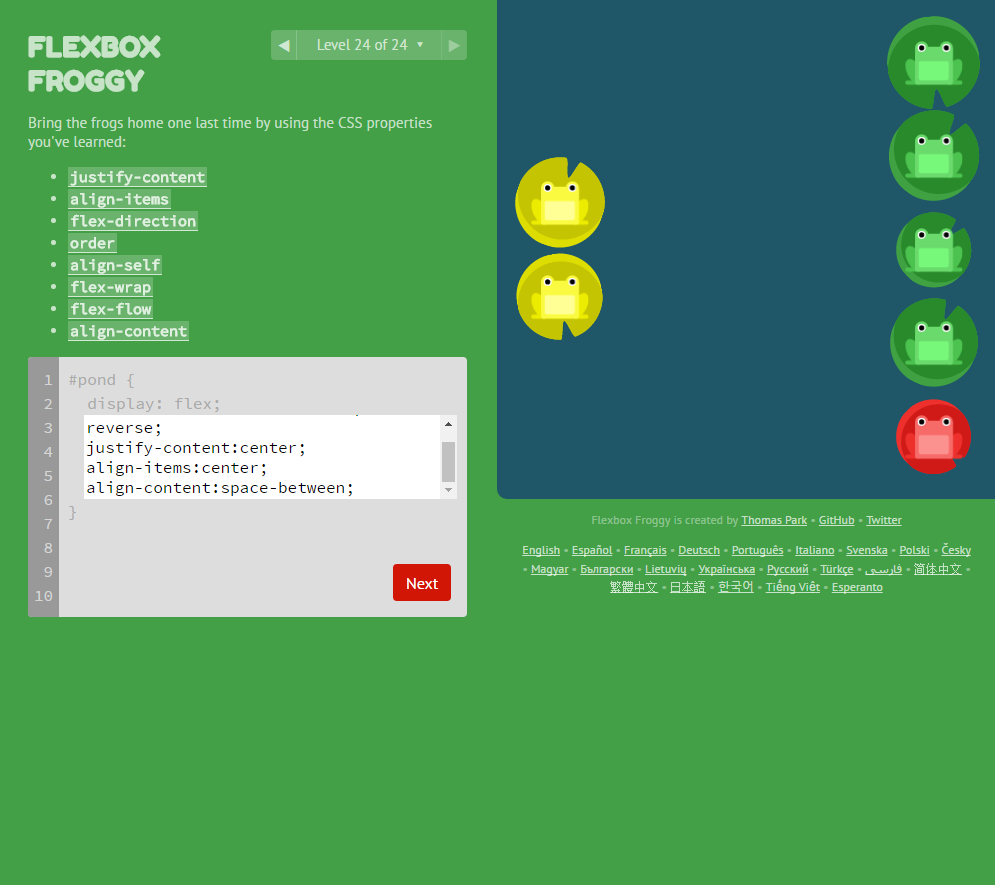 FLEXBOX
FROGGY
◀ Level 24 of 24 ▼ ▶
Bring the frogs home one last time by using the CSS properties
you've learned:
• justify-content
• align-items
• flex-direction
• order
• align-self
• flex-wrap
• flex-flow
• align-content
1 #pond {
2 display: flex;
3 reverse;
4 justify-content:center;
5 align-items:center;
6 align-content:space-between;
7 }
8
9
10
Next
Flexbox Froggy is created by Thomas Park • GitHub • Twitter
English • Español • Français • Deutsch • Português • Italiano • Svenska • Polski • Česky
• Magyar • Български • Lietuvių • Українська • Русский • Türkçe • فارسی • 简体中文 •
繁體中文 • 日本語 • 한국어 • Tiếng Việt • Esperanto